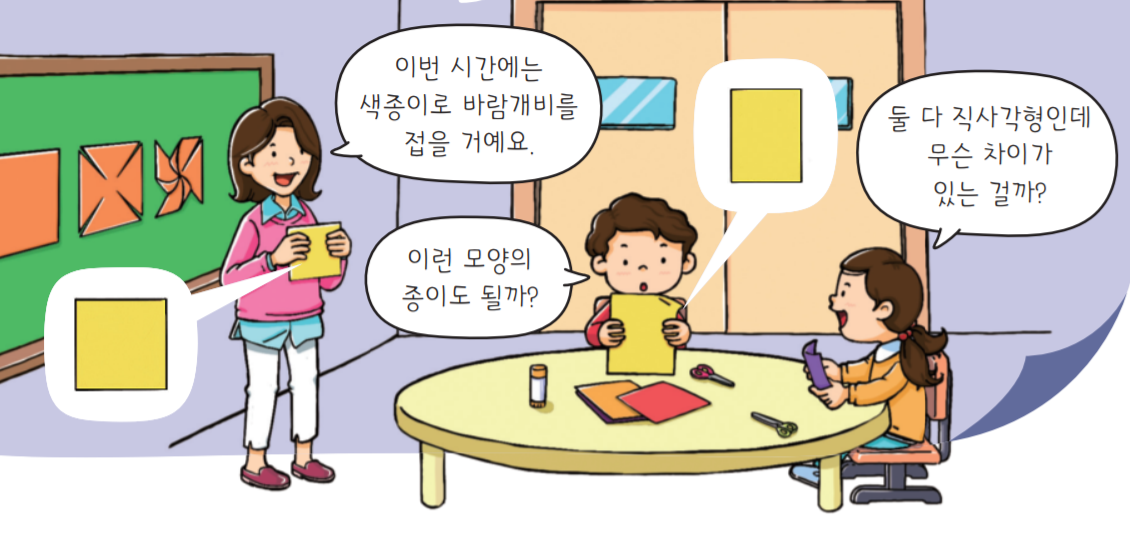 이번 시간에는
색종이로 바람개비를
접을 거예요.
이런 모양의
종이도 될까?
둘 다 직사각형인데
무슨 차이가
있는 걸까?